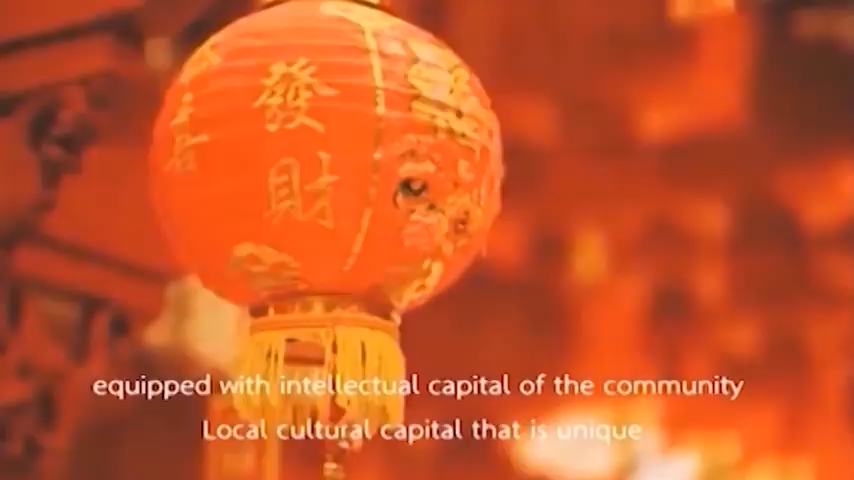 發財
equipped with intellectual capital of the community
Local cultural capital that is unique